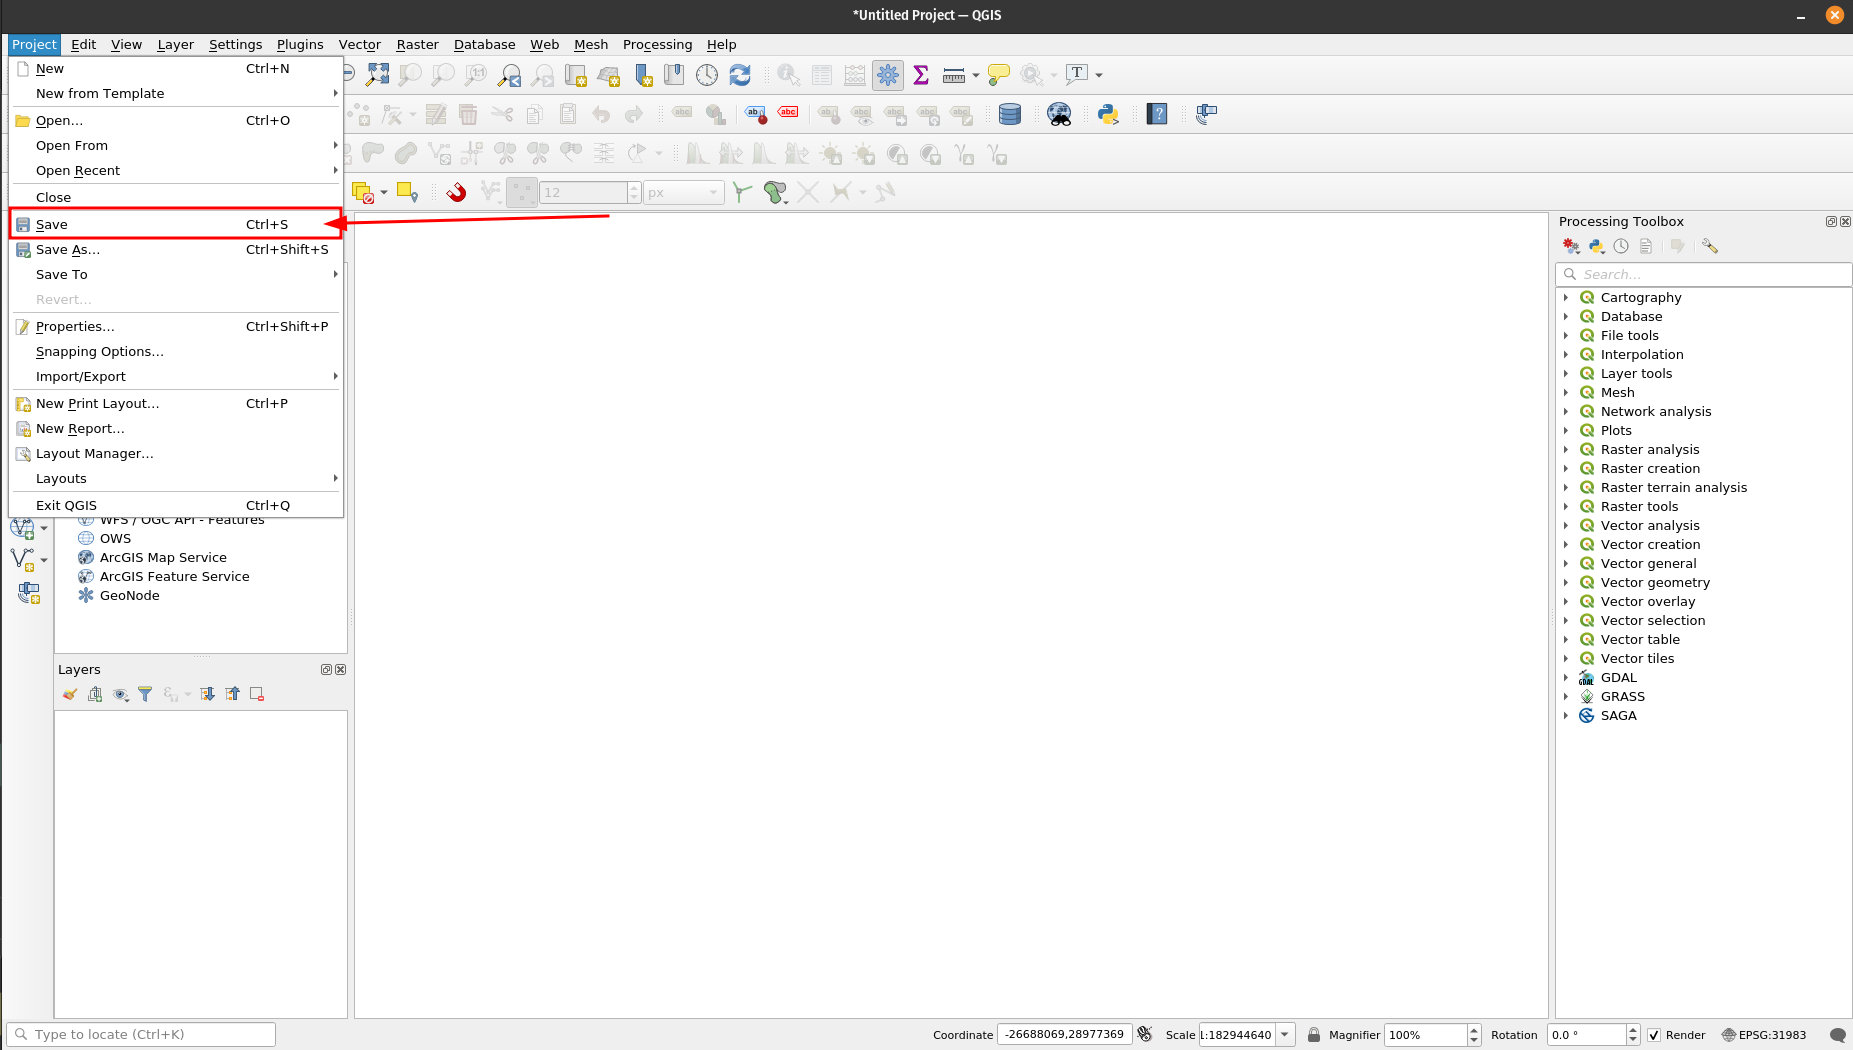 *Untitled Project — QGIS
Project Edit View Layer Settings Plugins Vector Raster Database Web Mesh Processing Help
New Ctrl+N
New from Template
Open... Ctrl+O
Open From
Open Recent
Close
Save Ctrl+S
Save As... Ctrl+Shift+S
Save To
Revert...
Properties... Ctrl+Shift+P
Snapping Options...
Import/Export
New Print Layout... Ctrl+P
New Report...
Layout Manager...
Layouts
Exit QGIS Ctrl+Q
12 px
WFS / OGC API - Features
OWS
ArcGIS Map Service
ArcGIS Feature Service
GeoNode
Layers
Processing Toolbox
Search...
Cartography
Database
File tools
Interpolation
Layer tools
Mesh
Network analysis
Plots
Raster analysis
Raster creation
Raster terrain analysis
Raster tools
Vector analysis
Vector creation
Vector general
Vector geometry
Vector overlay
Vector selection
Vector table
Vector tiles
GDAL
GRASS
SAGA
Type to locate (Ctrl+K)
Coordinate -26688069,28977369 Scale 1:182944640 Magnifier 100% Rotation 0.0 ° Render EPSG:31983